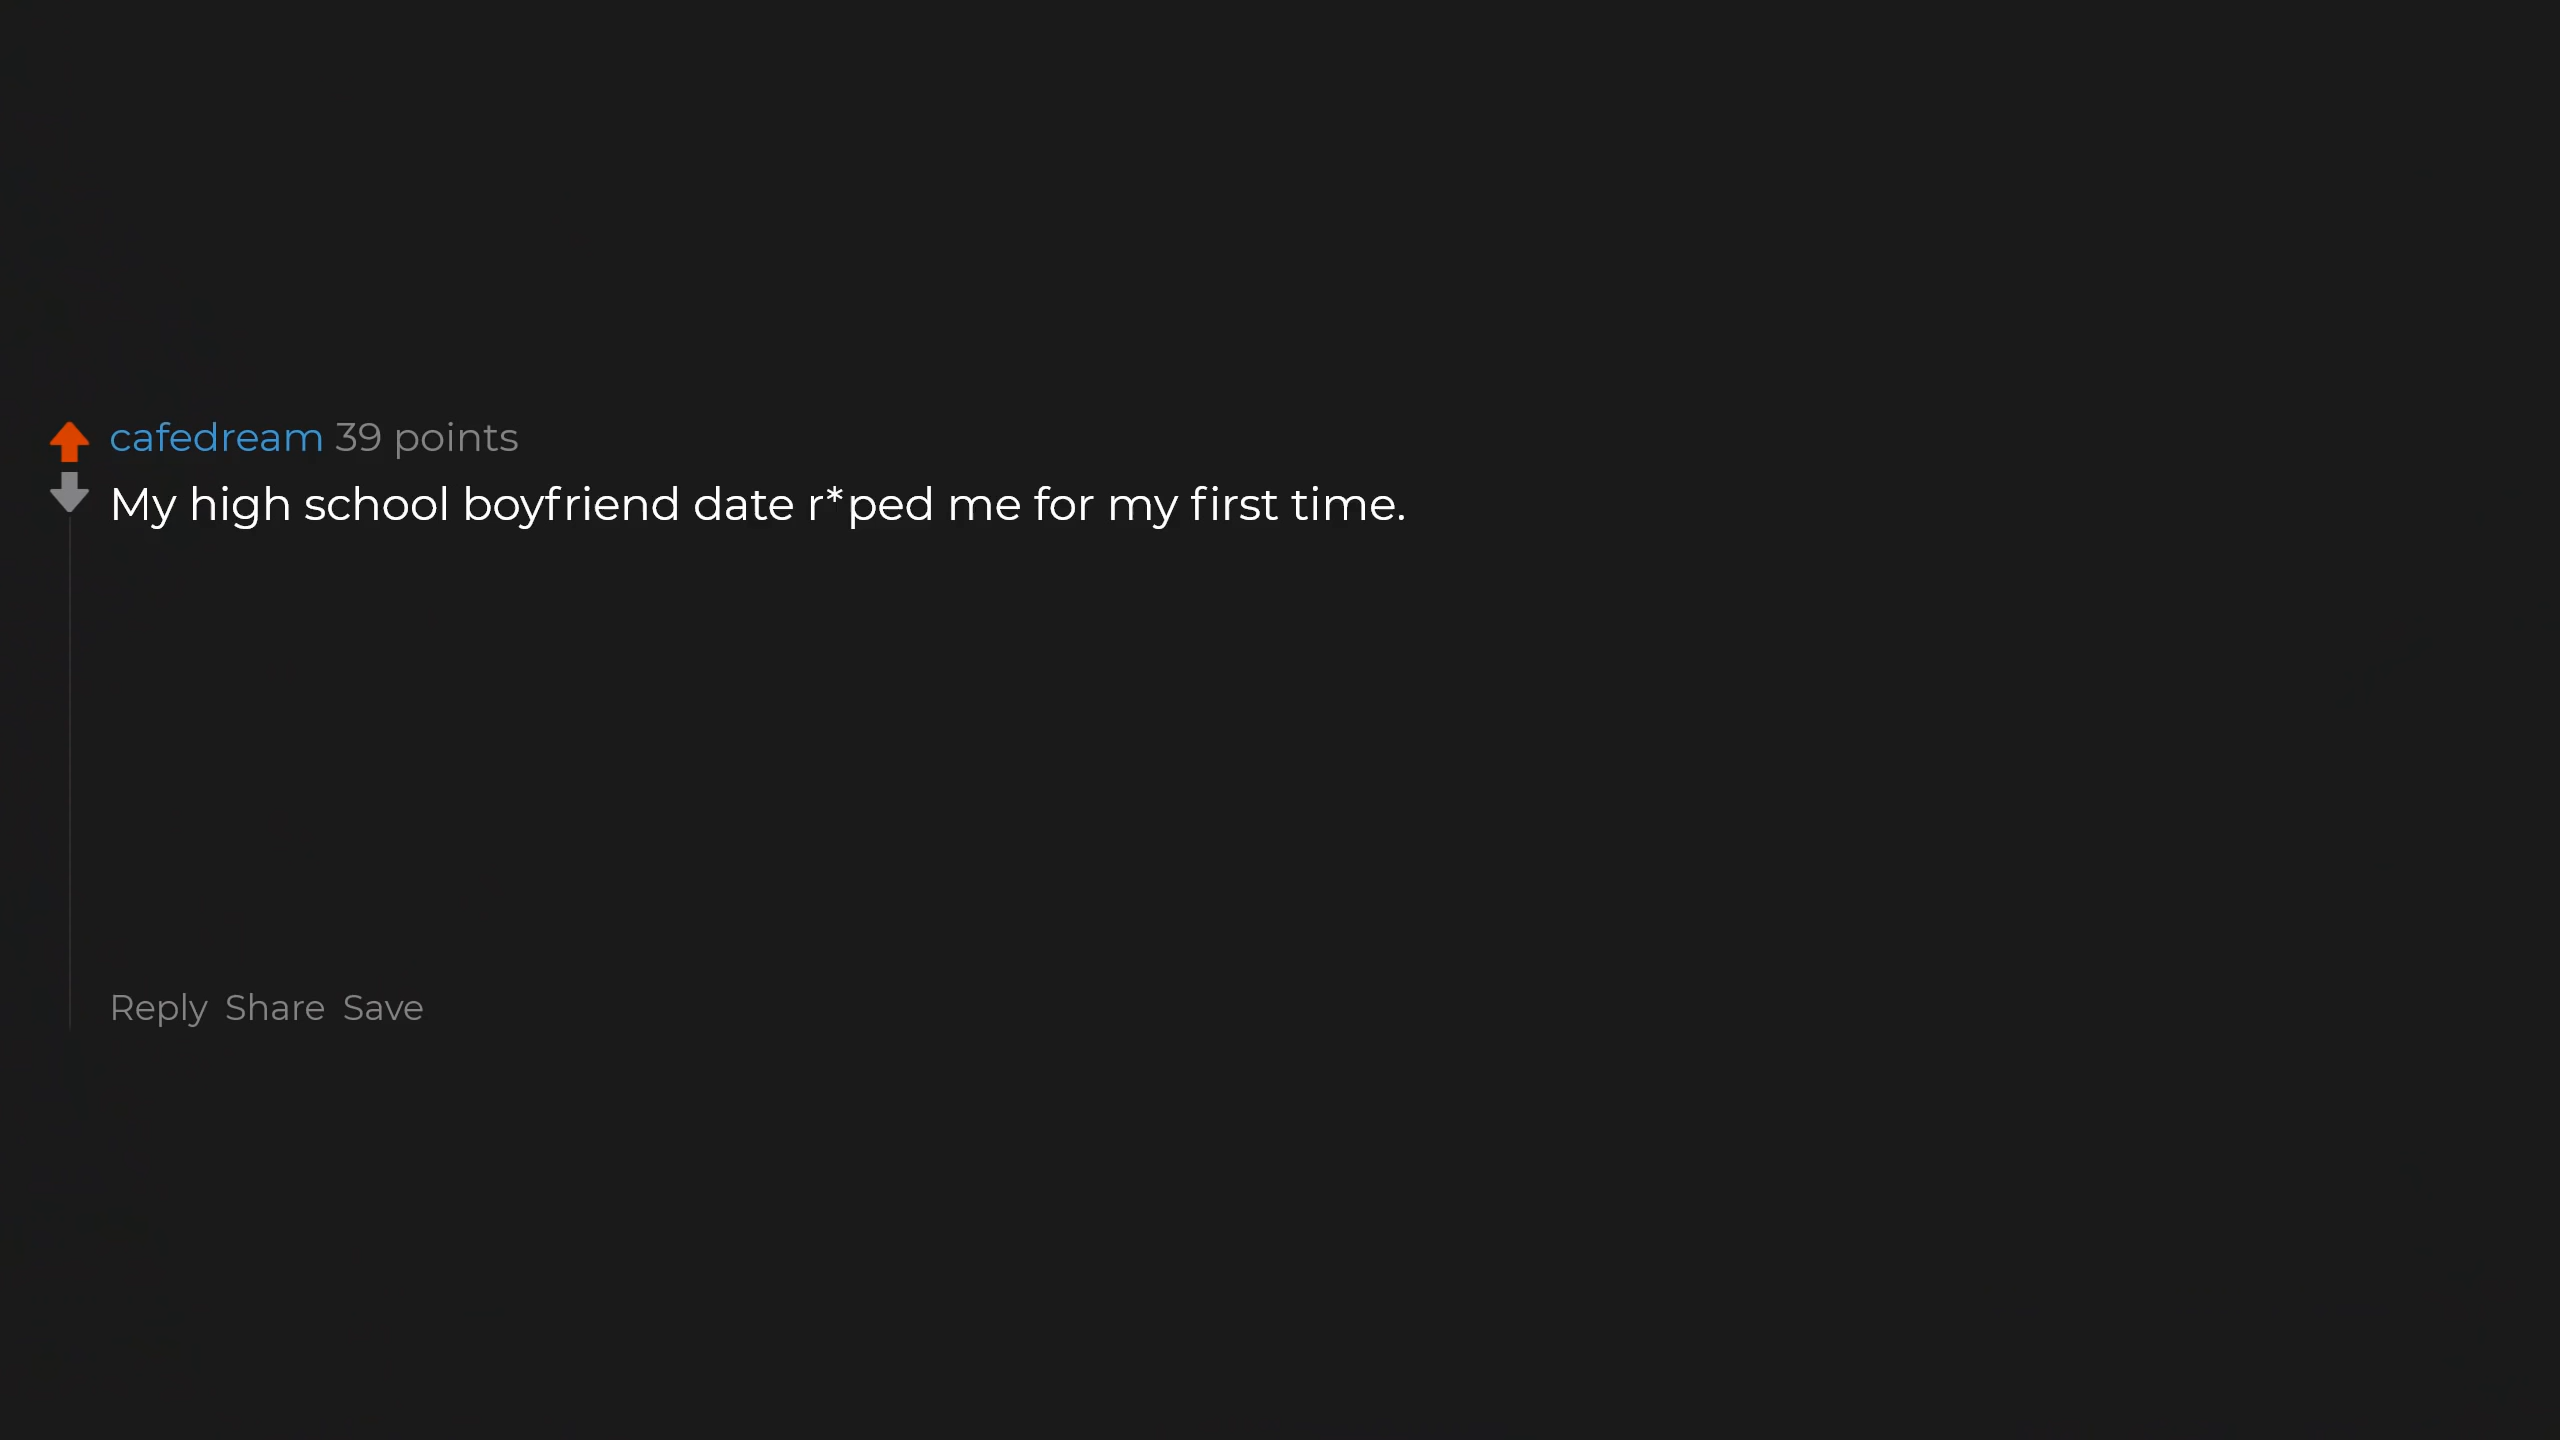 cafedream 39 points
My high school boyfriend date r*ped me for my first time.
Reply Share Save